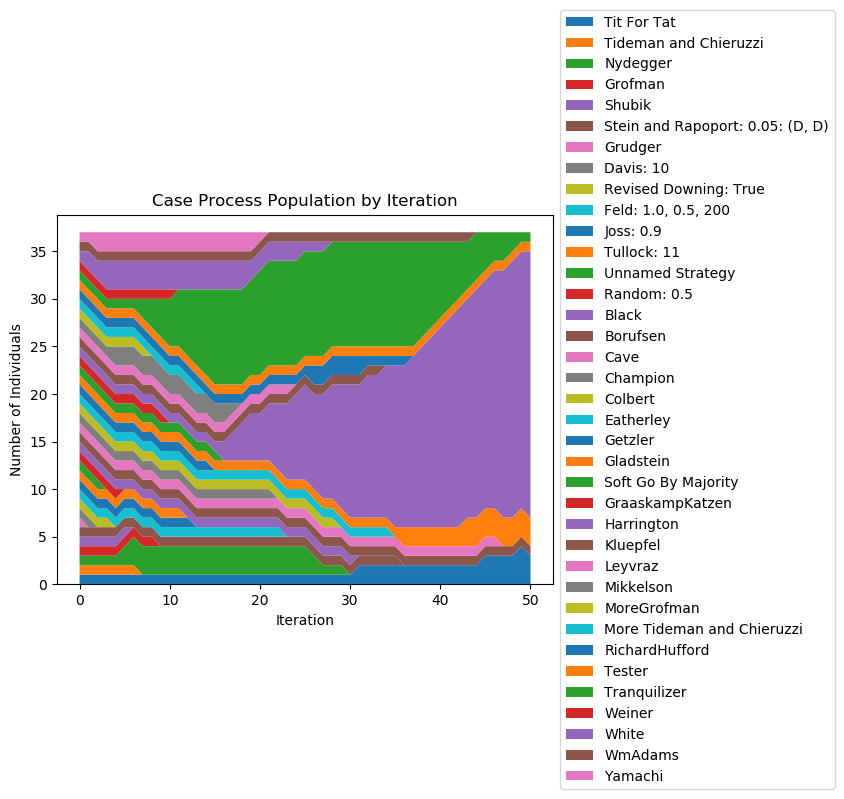 Case Process Population by Iteration
Number of Individuals
35
30
25
20
15
10
5
0
0 10 20 30 40 50
Iteration
Tit For Tat
Tideman and Chieruzzi
Nydegger
Grofman
Shubik
Stein and Rapoport: 0.05: (D, D)
Grudger
Davis: 10
Revised Downing: True
Feld: 1.0, 0.5, 200
Joss: 0.9
Tullock: 11
Unnamed Strategy
Random: 0.5
Black
Borufsen
Cave
Champion
Colbert
Eatherley
Getzler
Gladstein
Soft Go By Majority
GraaskampKatzen
Harrington
Kluepfel
Leyvraz
Mikkelson
MoreGrofman
More Tideman and Chieruzzi
RichardHufford
Tester
Tranquilizer
Weiner
White
WmAdams
Yamachi